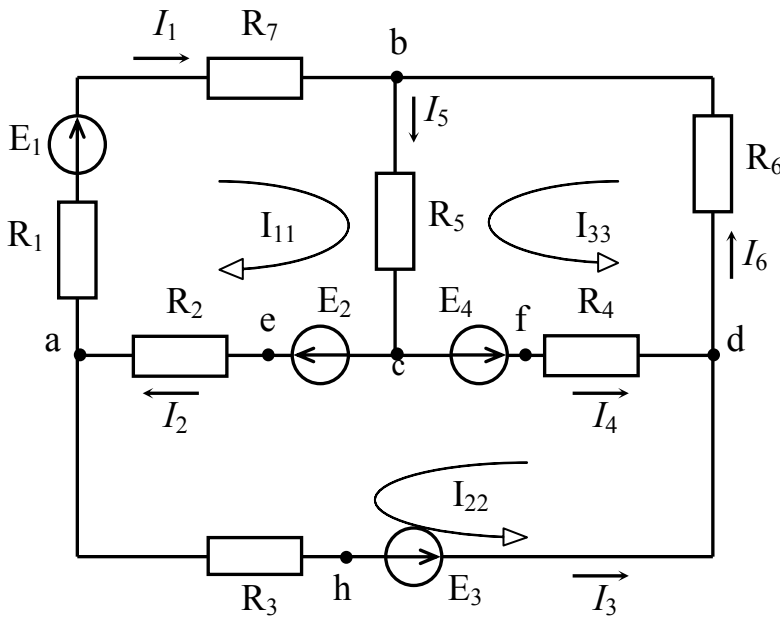 I₁ R₇ b
I₅
E₁ R₆
R₁ I₁₁ R₅ I₃₃ I₆
R₂ e E₂ E₄ f R₄
a c d
I₂ I₄
I₂₂
R₃ h E₃ I₃